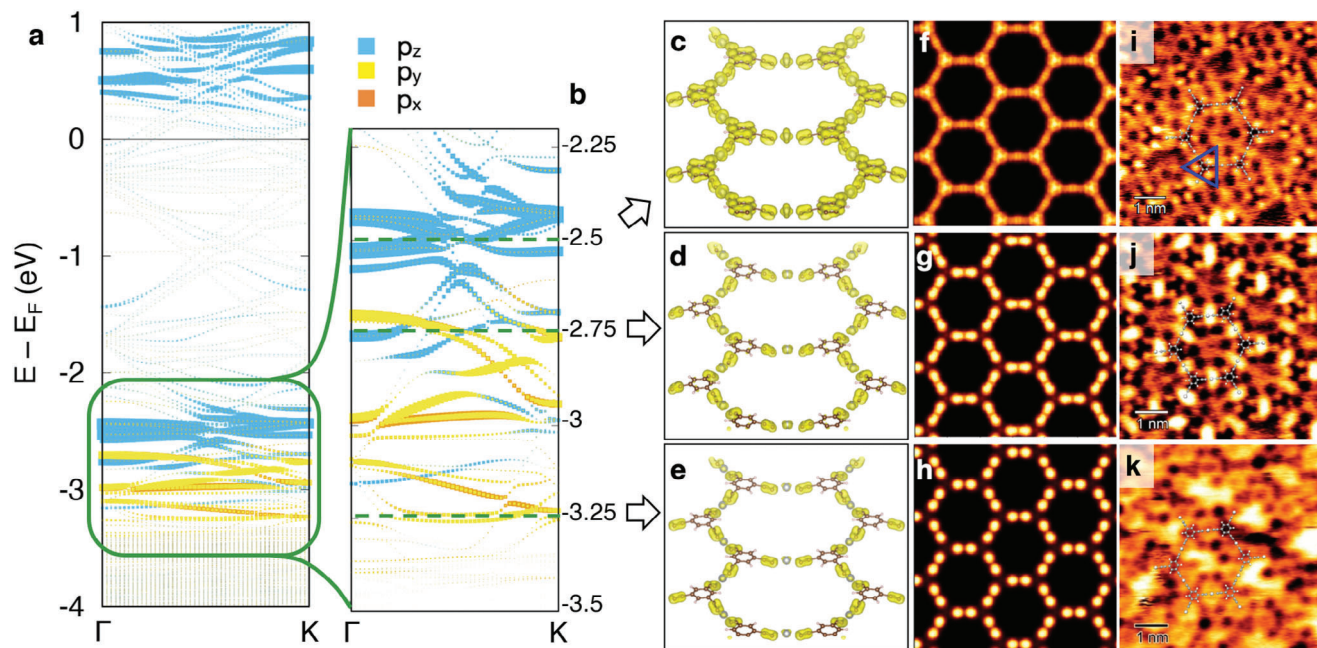 a
E − E_F (eV)
1
0
-1
-2
-3
-4
Γ
K
p_z
p_y
p_x
b
-2.25
-2.5
-2.75
-3
-3.25
-3.5
Γ
K
c
f
i
1 nm
d
g
j
1 nm
e
h
k
1 nm